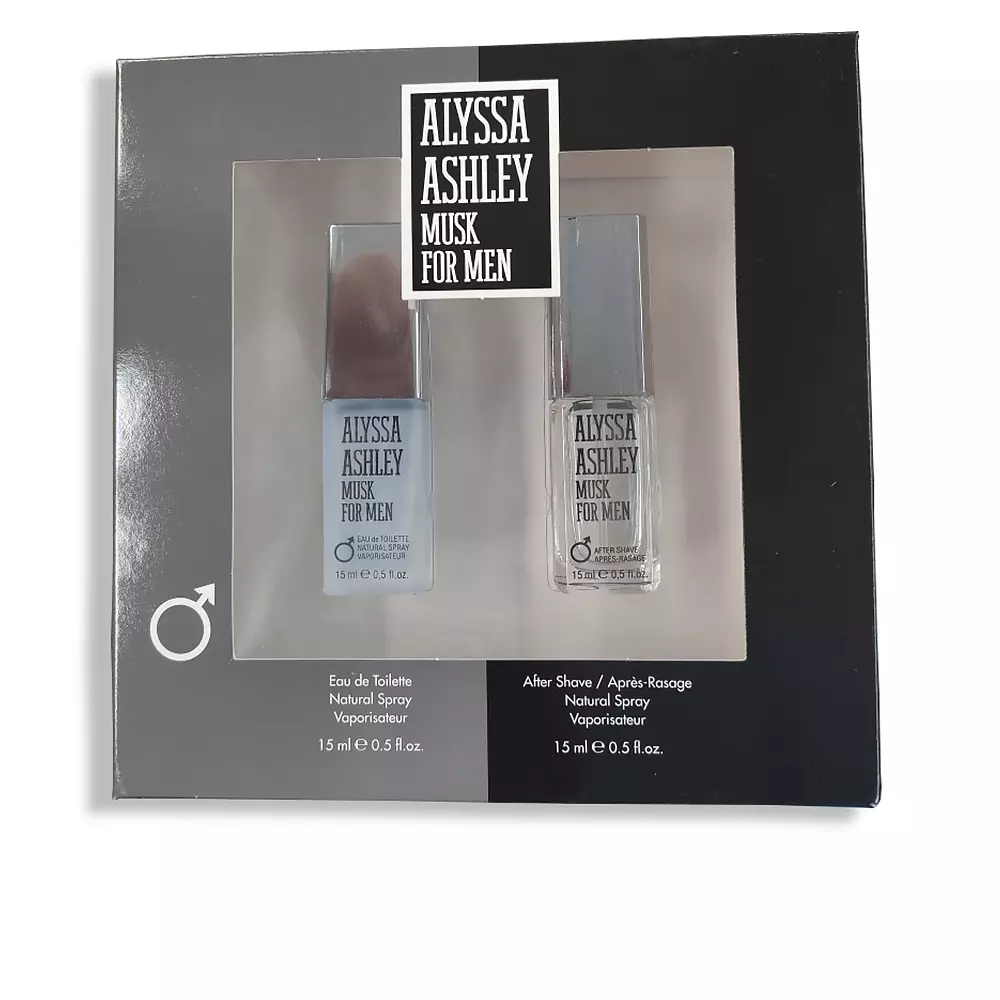 ALYSSA
ASHLEY
MUSK
FOR MEN
ALYSSA
ASHLEY
MUSK
FOR MEN
EAU de TOILETTE
NATURAL SPRAY
VAPORISATEUR
15 ml ℮ 0,5 fl.oz.
ALYSSA
ASHLEY
MUSK
FOR MEN
AFTER SHAVE
APRÈS-RASAGE
15 ml ℮ 0,5 fl.oz.
Eau de Toilette
Natural Spray
Vaporisateur
15 ml ℮ 0.5 fl.oz.
After Shave / Après-Rasage
Natural Spray
Vaporisateur
15 ml ℮ 0.5 fl.oz.